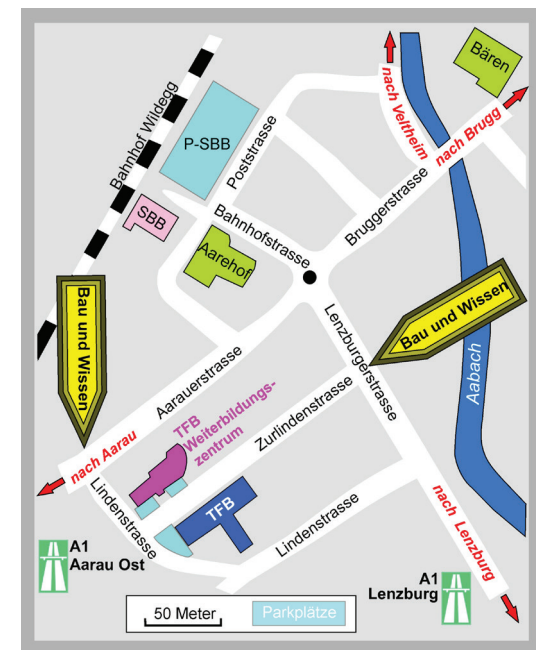 Bären
nach Veltheim
nach Brugg
Bahnhof Wildegg
P-SBB
Poststrasse
Bruggerstrasse
SBB
Bahnhofstrasse
Aarehof
Bau und Wissen
Bau und Wissen
Lenzburgerstrasse
Aabach
Aarauerstrasse
TFB
Weiterbildungs-
zentrum
Zurlindenstrasse
nach Aarau
TFB
Lindenstrasse
Lindenstrasse
nach Lenzburg
A1
Aarau Ost
A1
Lenzburg
50 Meter
Parkplätze